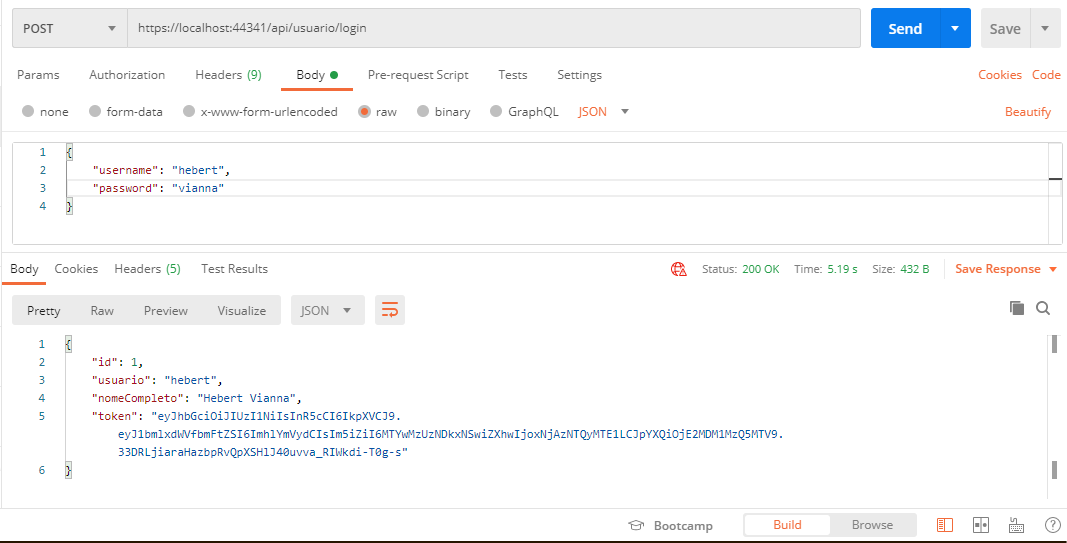 POST https://localhost:44341/api/usuario/login Send Save
Params Authorization Headers (9) Body Pre-request Script Tests Settings Cookies Code
none form-data x-www-form-urlencoded raw binary GraphQL JSON Beautify
1 {
2 "username": "hebert",
3 "password": "vianna"
4 }
Body Cookies Headers (5) Test Results Status: 200 OK Time: 5.19 s Size: 432 B Save Response
Pretty Raw Preview Visualize JSON
1 {
2 "id": 1,
3 "usuario": "hebert",
4 "nomeCompleto": "Hebert Vianna",
5 "token": "eyJhbGciOiJIUzI1NiIsInR5cCI6IkpXVCJ9.
eyJ1bmlxdWVfbmFtZSI6ImhlYmVydCIsIm5iZiI6MTYwMzUzNDkxNSwiZXhwIjoxNjAzNTQyMTE1LCJpYXQiOjE2MDM1MzQ5MTV9.
33DRLjiaraHazbpRvQpXSHlJ40uvva_RIWkdi-T0g-s"
6 }
Bootcamp Build Browse